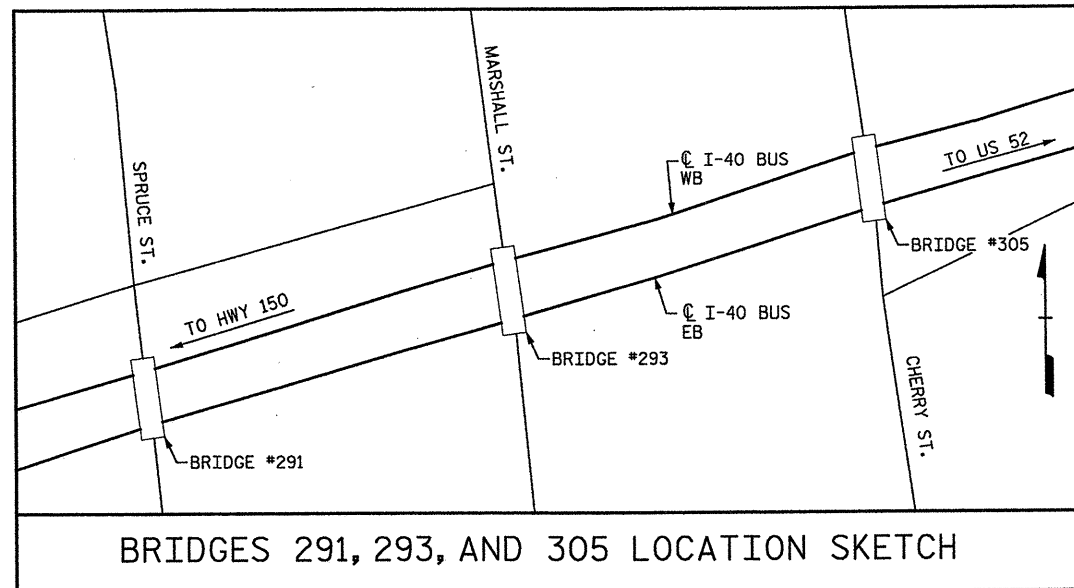 SPRUCE ST.
MARSHALL ST.
℄ I-40 BUS
WB
TO US 52
BRIDGE #305
TO HWY 150
℄ I-40 BUS
EB
BRIDGE #293
CHERRY ST.
BRIDGE #291
BRIDGES 291, 293, AND 305 LOCATION SKETCH